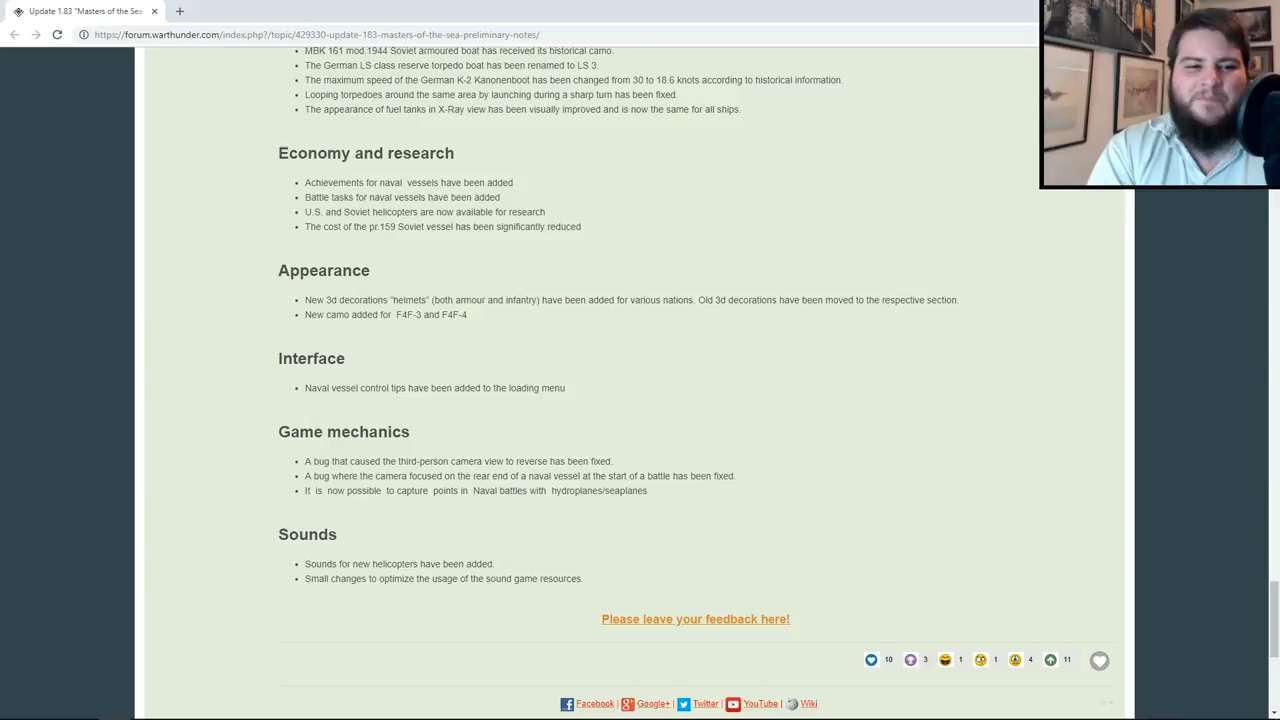 Update 1.83 "Masters of the Sea
https://forum.warthunder.com/index.php?/topic/429330-update-183-masters-of-the-sea-preliminary-notes/
MBK 161 mod.1944 Soviet armoured boat has received its historical camo.
The German LS class reserve torpedo boat has been renamed to LS 3.
The maximum speed of the German K-2 Kanonenboot has been changed from 30 to 18.6 knots according to historical information.
Looping torpedoes around the same area by launching during a sharp turn has been fixed.
The appearance of fuel tanks in X-Ray view has been visually improved and is now the same for all ships.
Economy and research
Achievements for naval vessels have been added
Battle tasks for naval vessels have been added
U.S. and Soviet helicopters are now available for research
The cost of the pr.159 Soviet vessel has been significantly reduced
Appearance
New 3d decorations "helmets" (both armour and infantry) have been added for various nations. Old 3d decorations have been moved to the respective section.
New camo added for F4F-3 and F4F-4
Interface
Naval vessel control tips have been added to the loading menu
Game mechanics
A bug that caused the third-person camera view to reverse has been fixed.
A bug where the camera focused on the rear end of a naval vessel at the start of a battle has been fixed.
It is now possible to capture points in Naval battles with hydroplanes/seaplanes
Sounds
Sounds for new helicopters have been added.
Small changes to optimize the usage of the sound game resources.
Please leave your feedback here!
10 3 1 1 4 11
Facebook | Google+ | Twitter | YouTube | Wiki